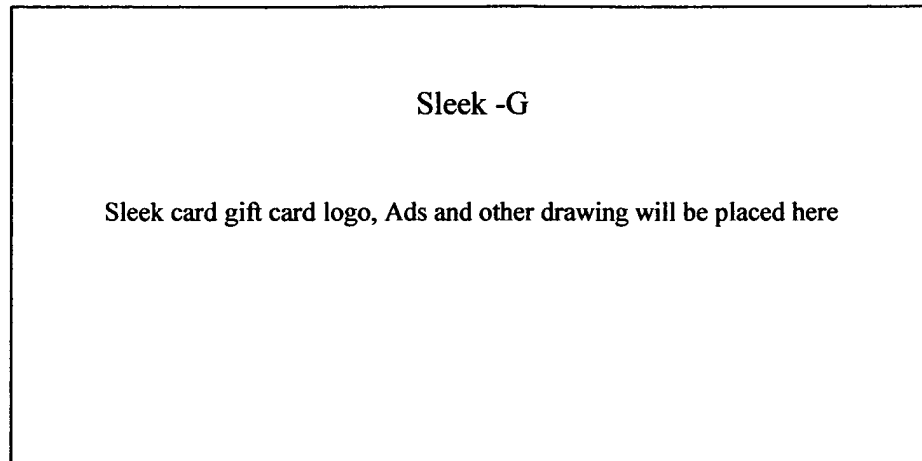 Sleek -G
Sleek card gift card logo, Ads and other drawing will be placed here